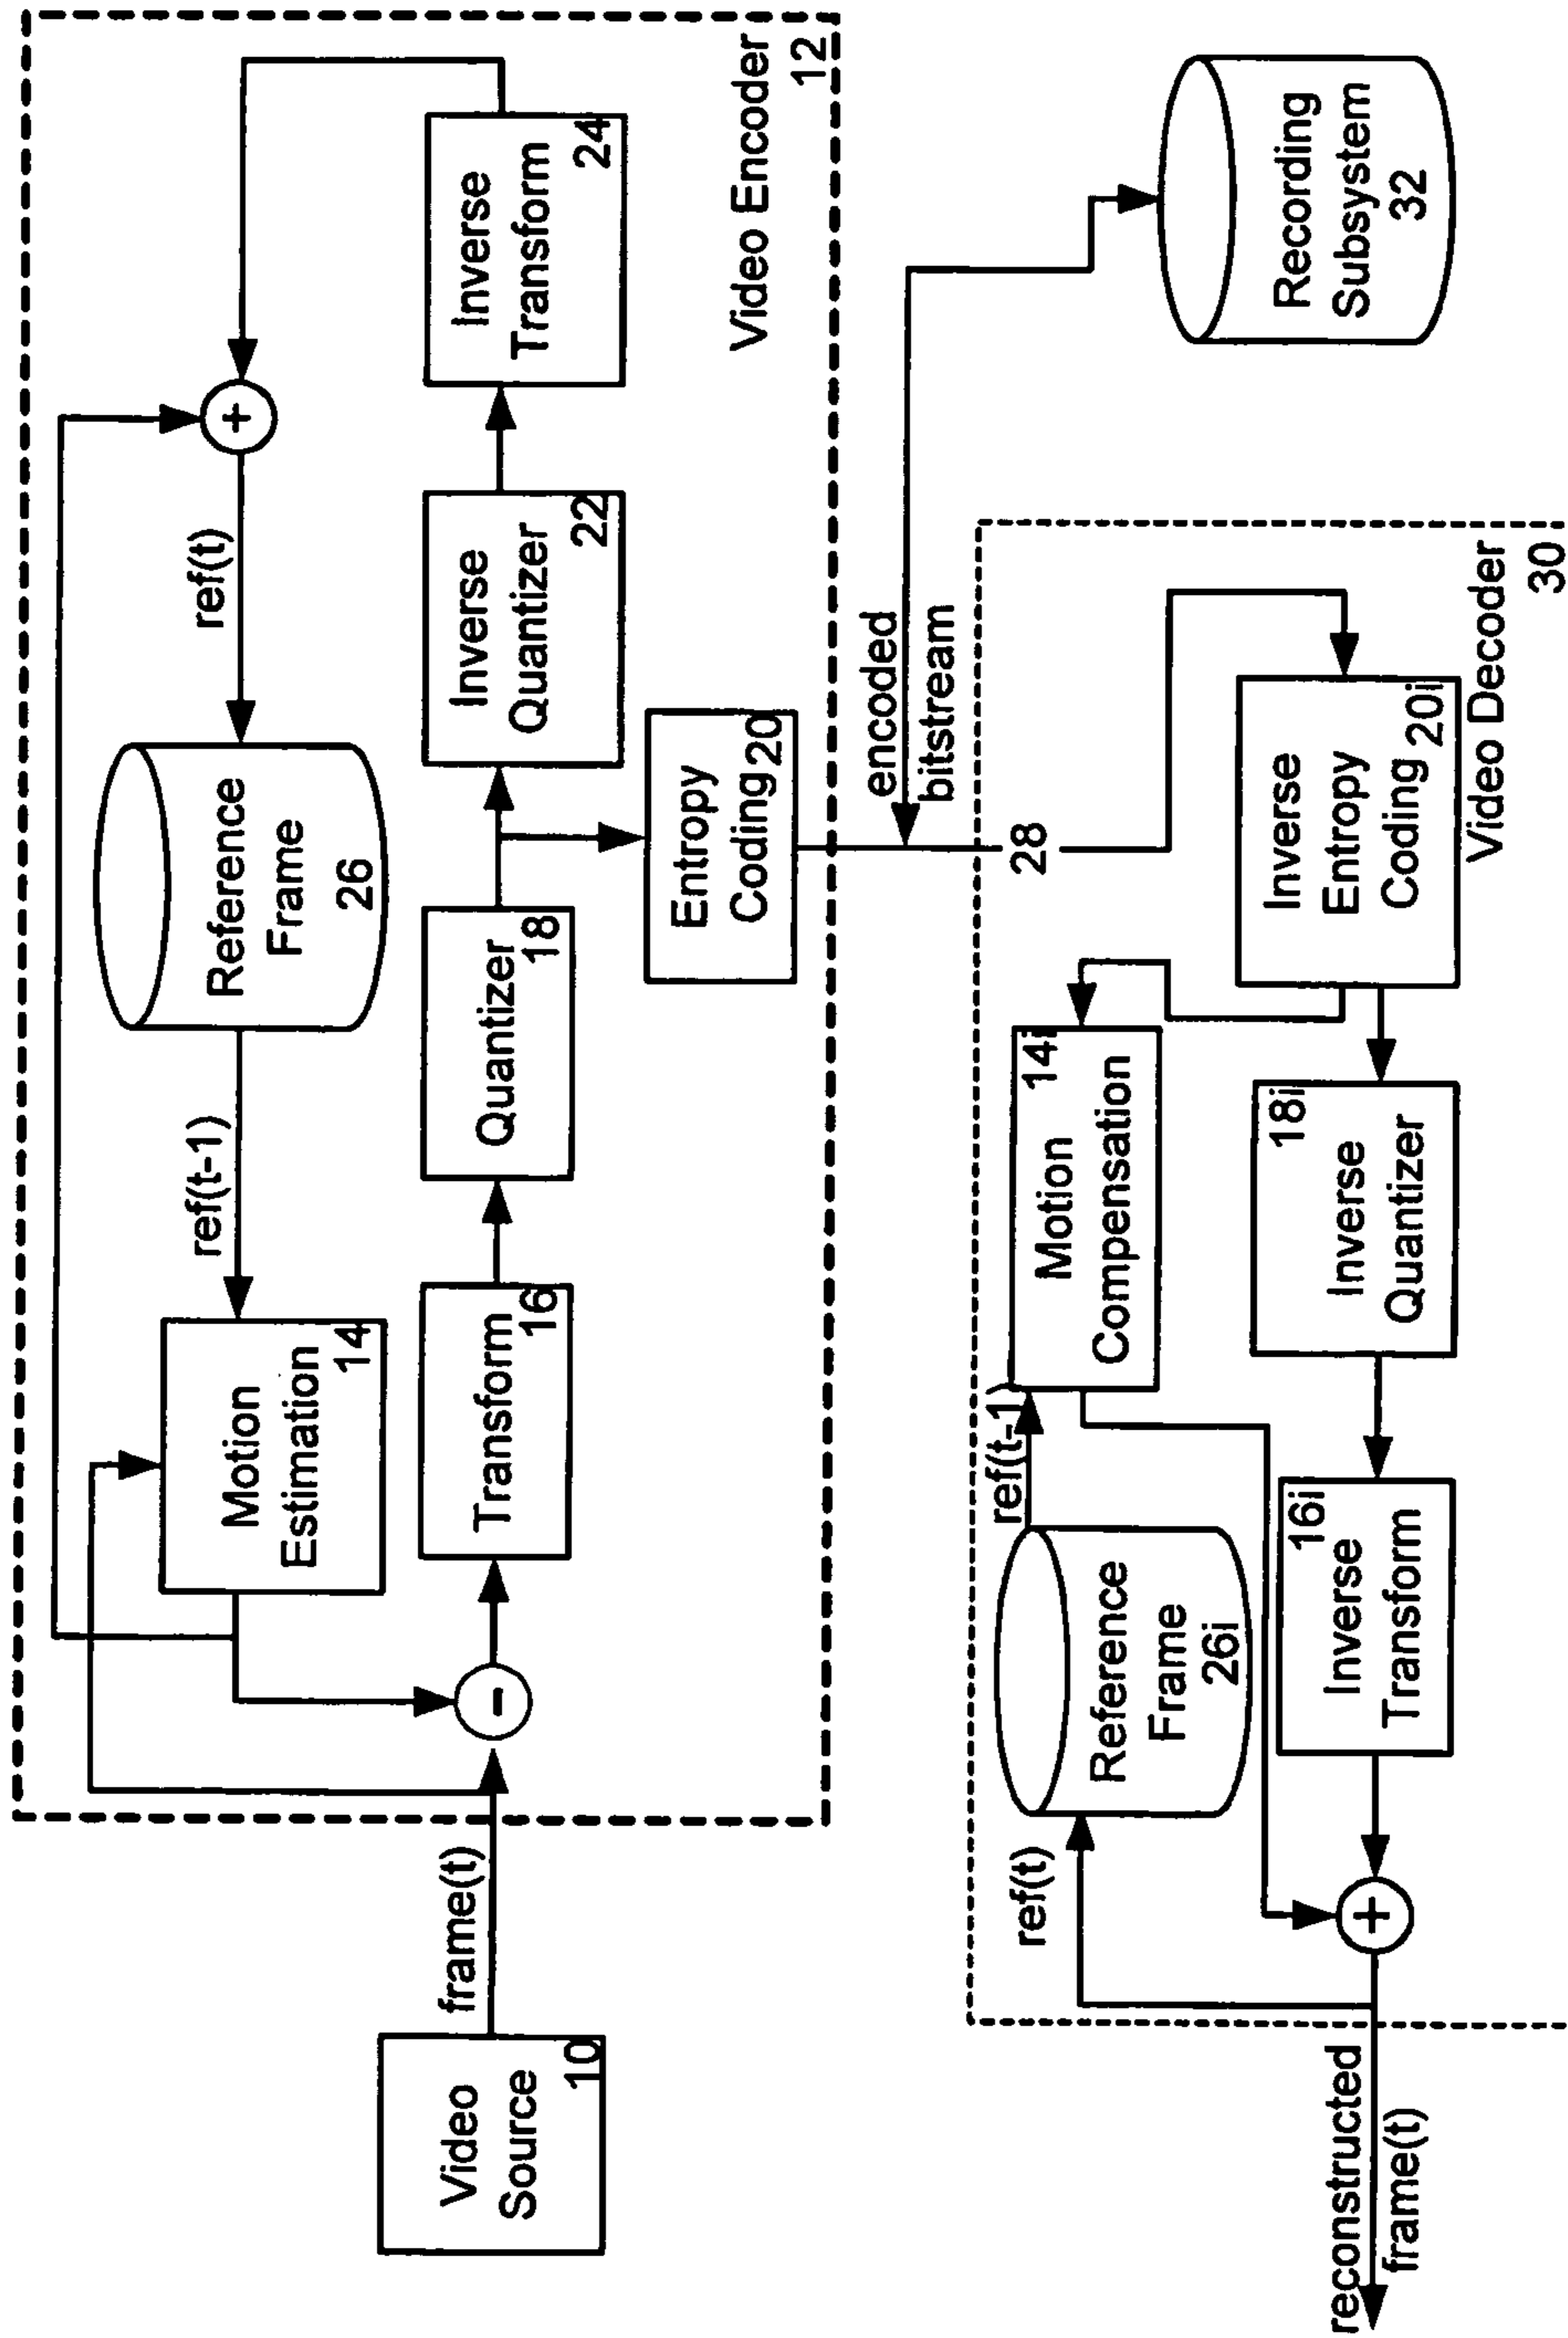 Video
Source
10
frame(t)
Motion
Estimation
14
ref(t-1)
Reference
Frame
26
ref(t)
+
-
Transform
16
Quantizer
18
Inverse
Quantizer
22
Inverse
Transform
24
Entropy
Coding
20
Video Encoder
12
encoded
bitstream
28
Recording
Subsystem
32
ref(t)
Reference
Frame
26i
ref(t-1)
Motion
Compensation
14i
reconstructed
frame(t)
+
Inverse
Transform
16i
Inverse
Quantizer
18i
Inverse
Entropy
Coding
20i
Video Decoder
30